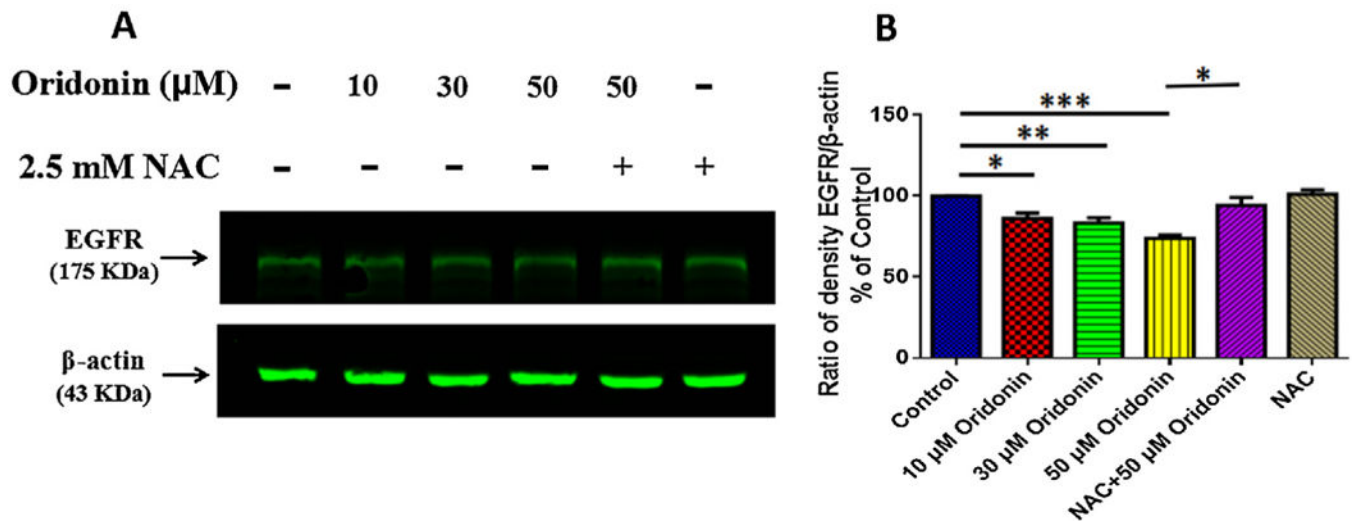 A
Oridonin (μM) - 10 30 50 50 -
2.5 mM NAC - - - - + +
EGFR
(175 KDa)
β-actin
(43 KDa)
B
Ratio of density EGFR/β-actin
% of Control
150
100
50
0
*
**
***
*
Control
10 μM Oridonin
30 μM Oridonin
50 μM Oridonin
NAC+50 μM Oridonin
NAC